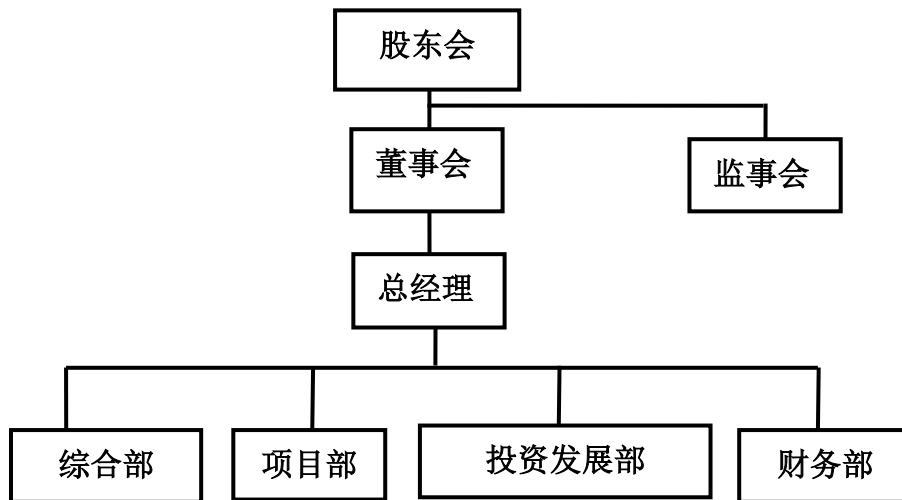 股东会
董事会
监事会
总经理
综合部
项目部
投资发展部
财务部